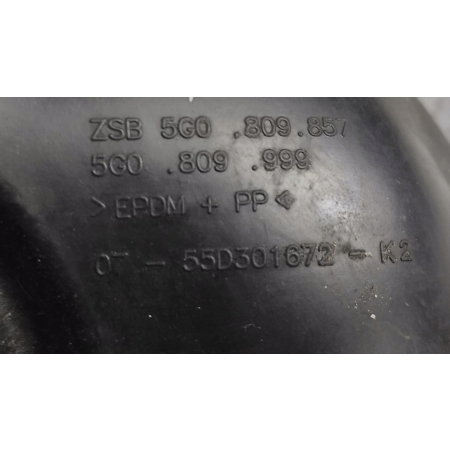 ZSB 5G0 .809.857
5G0 .809 .999
>EPDM + PP<
07 - 55D301672 - K2